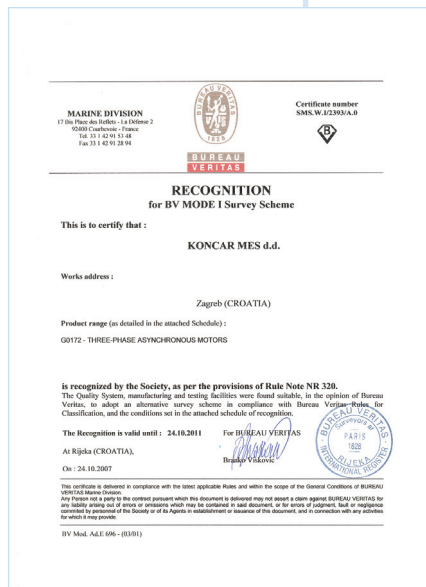 MARINE DIVISION
17 Bis Place des Reflets - La Défense 2
92400 Courbevoie - France
Tel. 33 1 42 91 53 48
Fax 33 1 42 91 28 94
BUREAU VERITAS
1828
BUREAU
VERITAS
Certificate number
SMS.W.I/2393/A.0
B
RECOGNITION
for BV MODE I Survey Scheme
This is to certify that :
KONCAR MES d.d.
Works address :
Zagreb (CROATIA)
Product range (as detailed in the attached Schedule) :
G0172 - THREE-PHASE ASYNCHRONOUS MOTORS
is recognized by the Society, as per the provisions of Rule Note NR 320.
The Quality System, manufacturing and testing facilities were found suitable, in the opinion of Bureau
Veritas, to adopt an alternative survey scheme in compliance with Bureau Veritas Rules for
Classification, and the conditions set in the attached schedule of recognition.
The Recognition is valid until : 24.10.2011
For BUREAU VERITAS
At Rijeka (CROATIA),
Branko Viskovic
On : 24.10.2007
BUREAU VERITAS
Surveyors of
PARIS
1828
RIJEKA
INTERNATIONAL REGISTER
This certificate is delivered in compliance with the latest applicable Rules and within the scope of the General Conditions of BUREAU
VERITAS Marine Division.
Any Person not a party to the contract pursuant which this document is delivered may not assert a claim against BUREAU VERITAS for
any liability arising out of errors or omissions which may be contained in said document, or for errors of judgment, fault or negligence
committed by personnel of the Society or of its Agents in establishment or issuance of this document, and in connection with any activities
for which it may provide.
BV Mod. Ad.E 696 - (03/01)